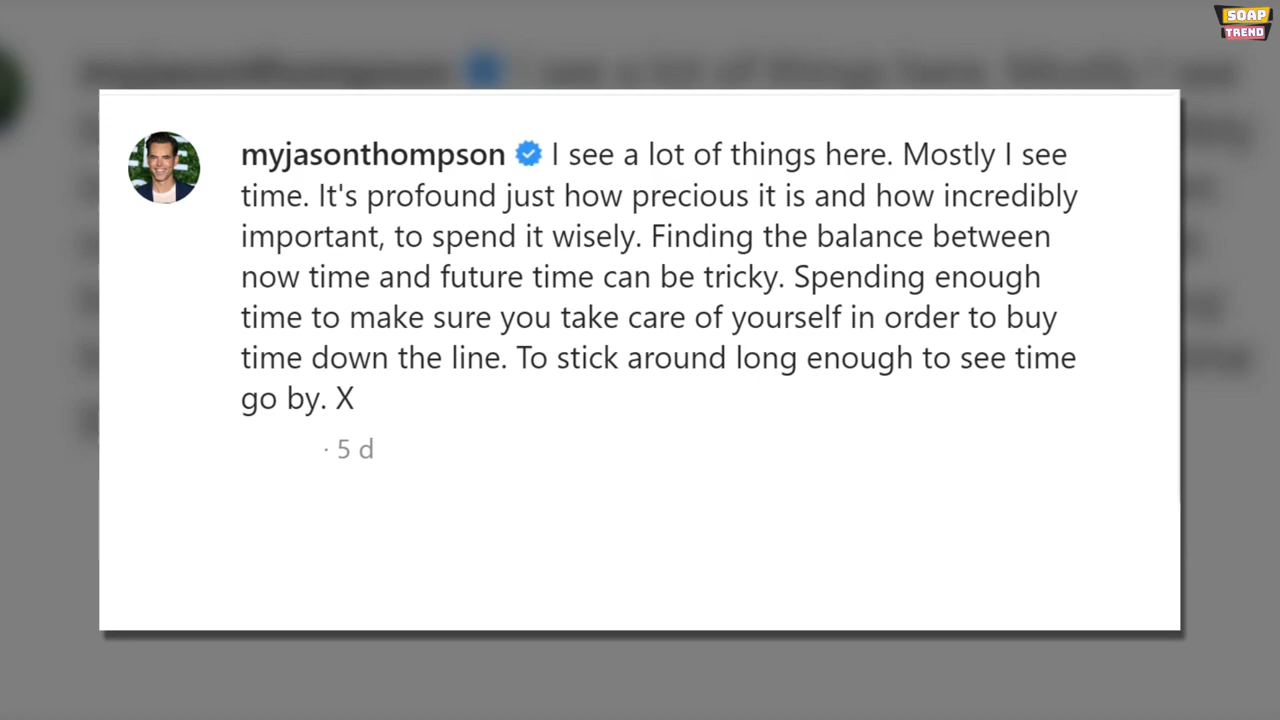 SOAP
TREND
myjasonthompson I see a lot of things here. Mostly I see
time. It's profound just how precious it is and how incredibly
important, to spend it wisely. Finding the balance between
now time and future time can be tricky. Spending enough
time to make sure you take care of yourself in order to buy
time down the line. To stick around long enough to see time
go by. X
· 5 d